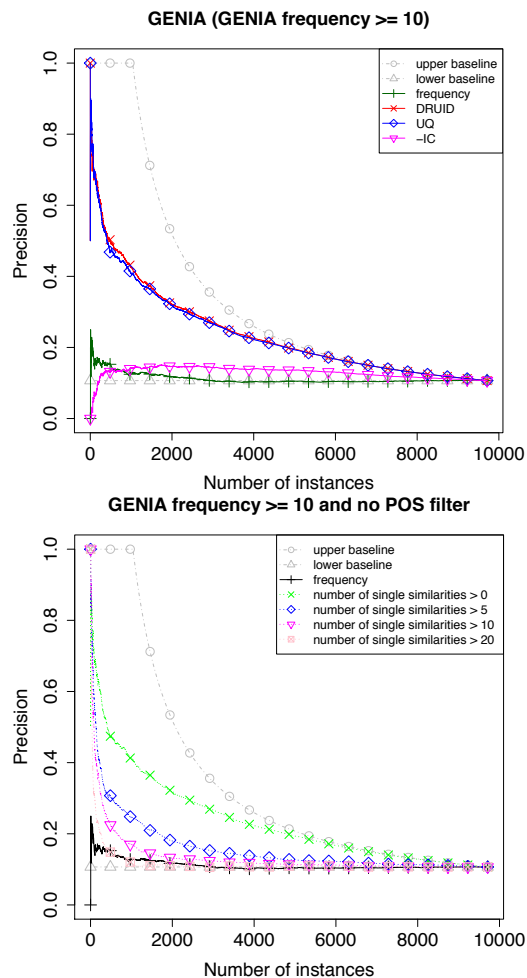 GENIA (GENIA frequency >= 10)
upper baseline
lower baseline
frequency
DRUID
UQ
-IC
Precision
0.0
0.2
0.4
0.6
0.8
1.0
0
2000
4000
6000
8000
10000
Number of instances
GENIA frequency >= 10 and no POS filter
upper baseline
lower baseline
frequency
number of single similarities > 0
number of single similarities > 5
number of single similarities > 10
number of single similarities > 20
Precision
0.0
0.2
0.4
0.6
0.8
1.0
0
2000
4000
6000
8000
10000
Number of instances